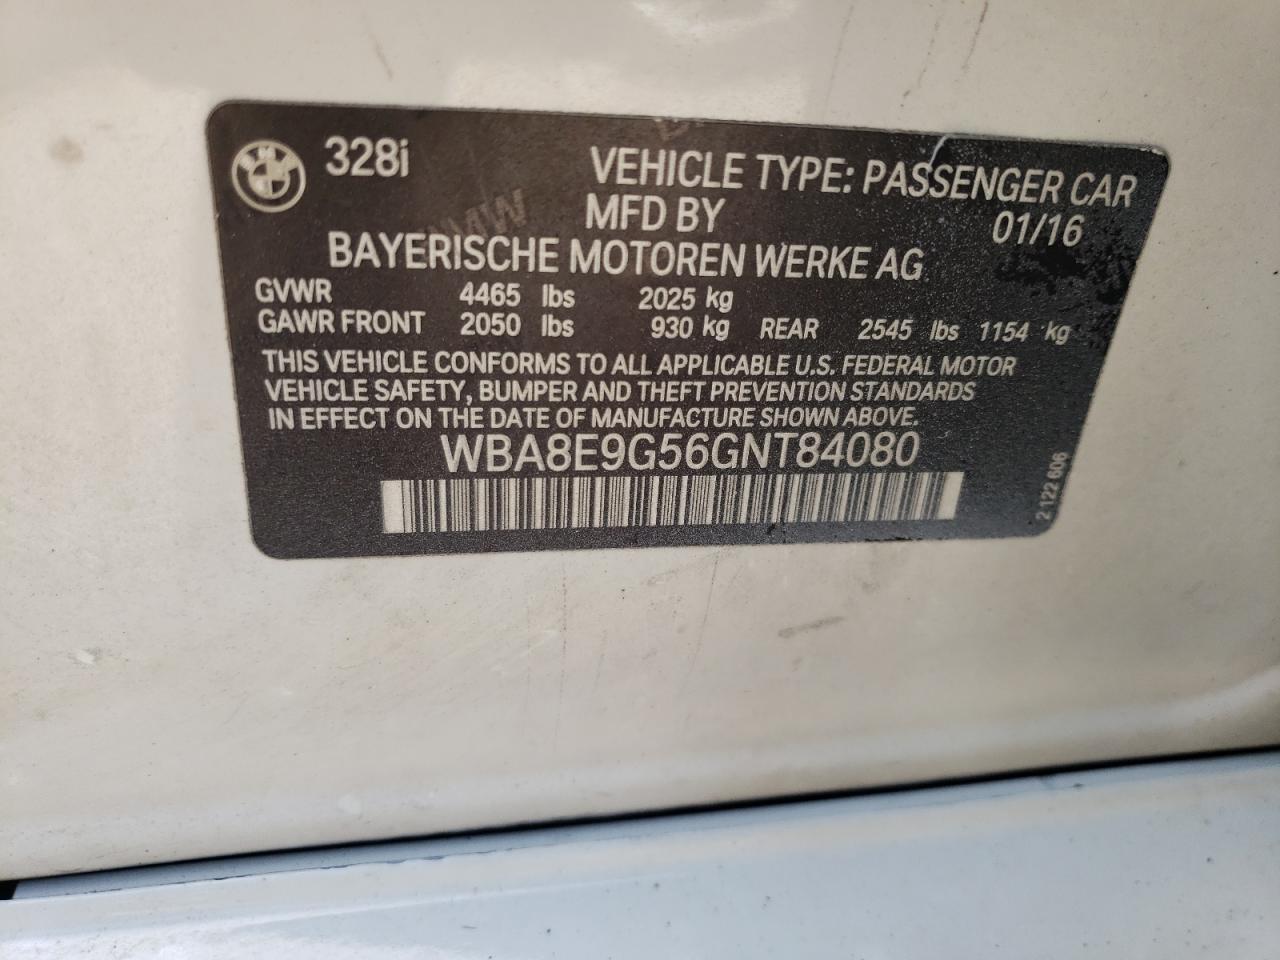 BMW 328i VEHICLE TYPE: PASSENGER CAR
MFD BY 01/16
BAYERISCHE MOTOREN WERKE AG
GVWR 4465 lbs 2025 kg
GAWR FRONT 2050 lbs 930 kg REAR 2545 lbs 1154 kg
THIS VEHICLE CONFORMS TO ALL APPLICABLE U.S. FEDERAL MOTOR
VEHICLE SAFETY, BUMPER AND THEFT PREVENTION STANDARDS
IN EFFECT ON THE DATE OF MANUFACTURE SHOWN ABOVE.
WBA8E9G56GNT84080
2 122 606